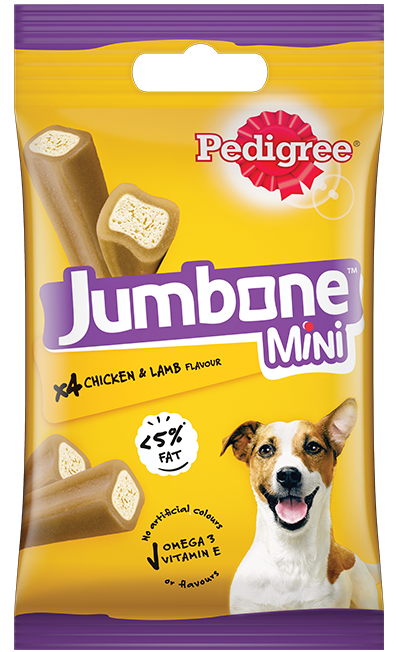 Pedigree®
Jumbone™
Mini
x4 CHICKEN & LAMB FLAVOUR
<5%
FAT
No artificial colours
OMEGA 3
VITAMIN E
or flavours